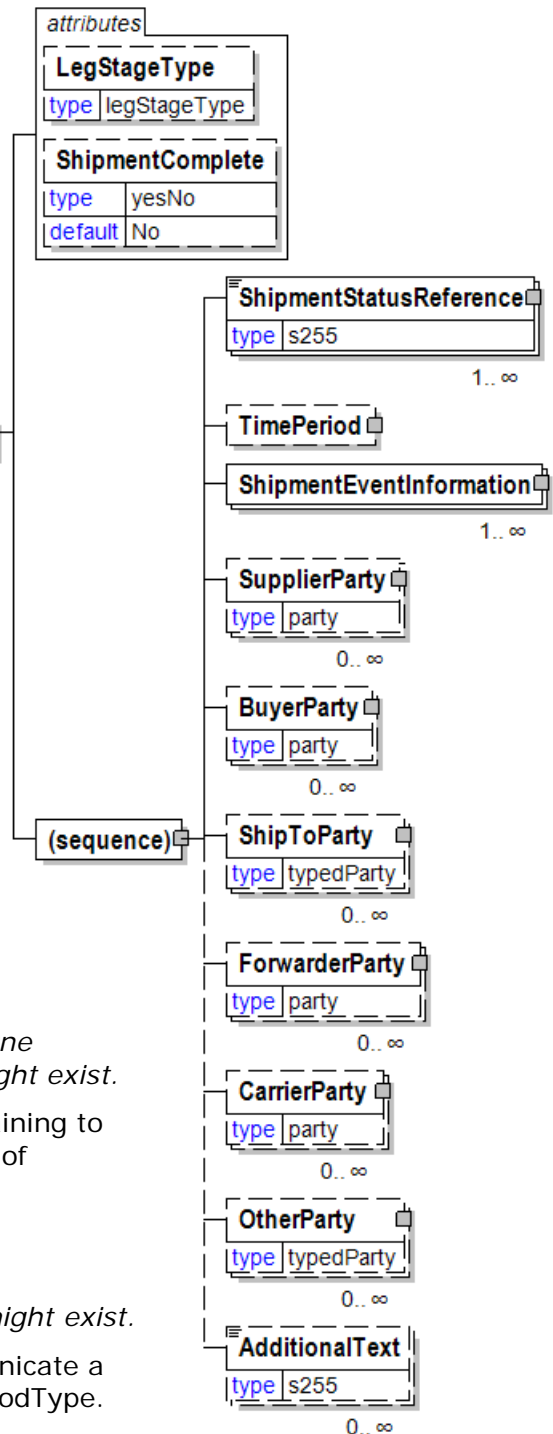 attributes
LegStageType
type legStageType
ShipmentComplete
type yesNo
default No
ShipmentStatusReference
type s255
1.. ∞
TimePeriod
ShipmentEventInformation
1.. ∞
SupplierParty
type party
0.. ∞
BuyerParty
type party
0.. ∞
(sequence)
ShipToParty
type typedParty
0.. ∞
ForwarderParty
type party
0.. ∞
ne
ght exist.
CarrierParty
type party
0.. ∞
ining to
of
OtherParty
type typedParty
0.. ∞
night exist.
AdditionalText
type s255
0.. ∞
nicate a
odType.